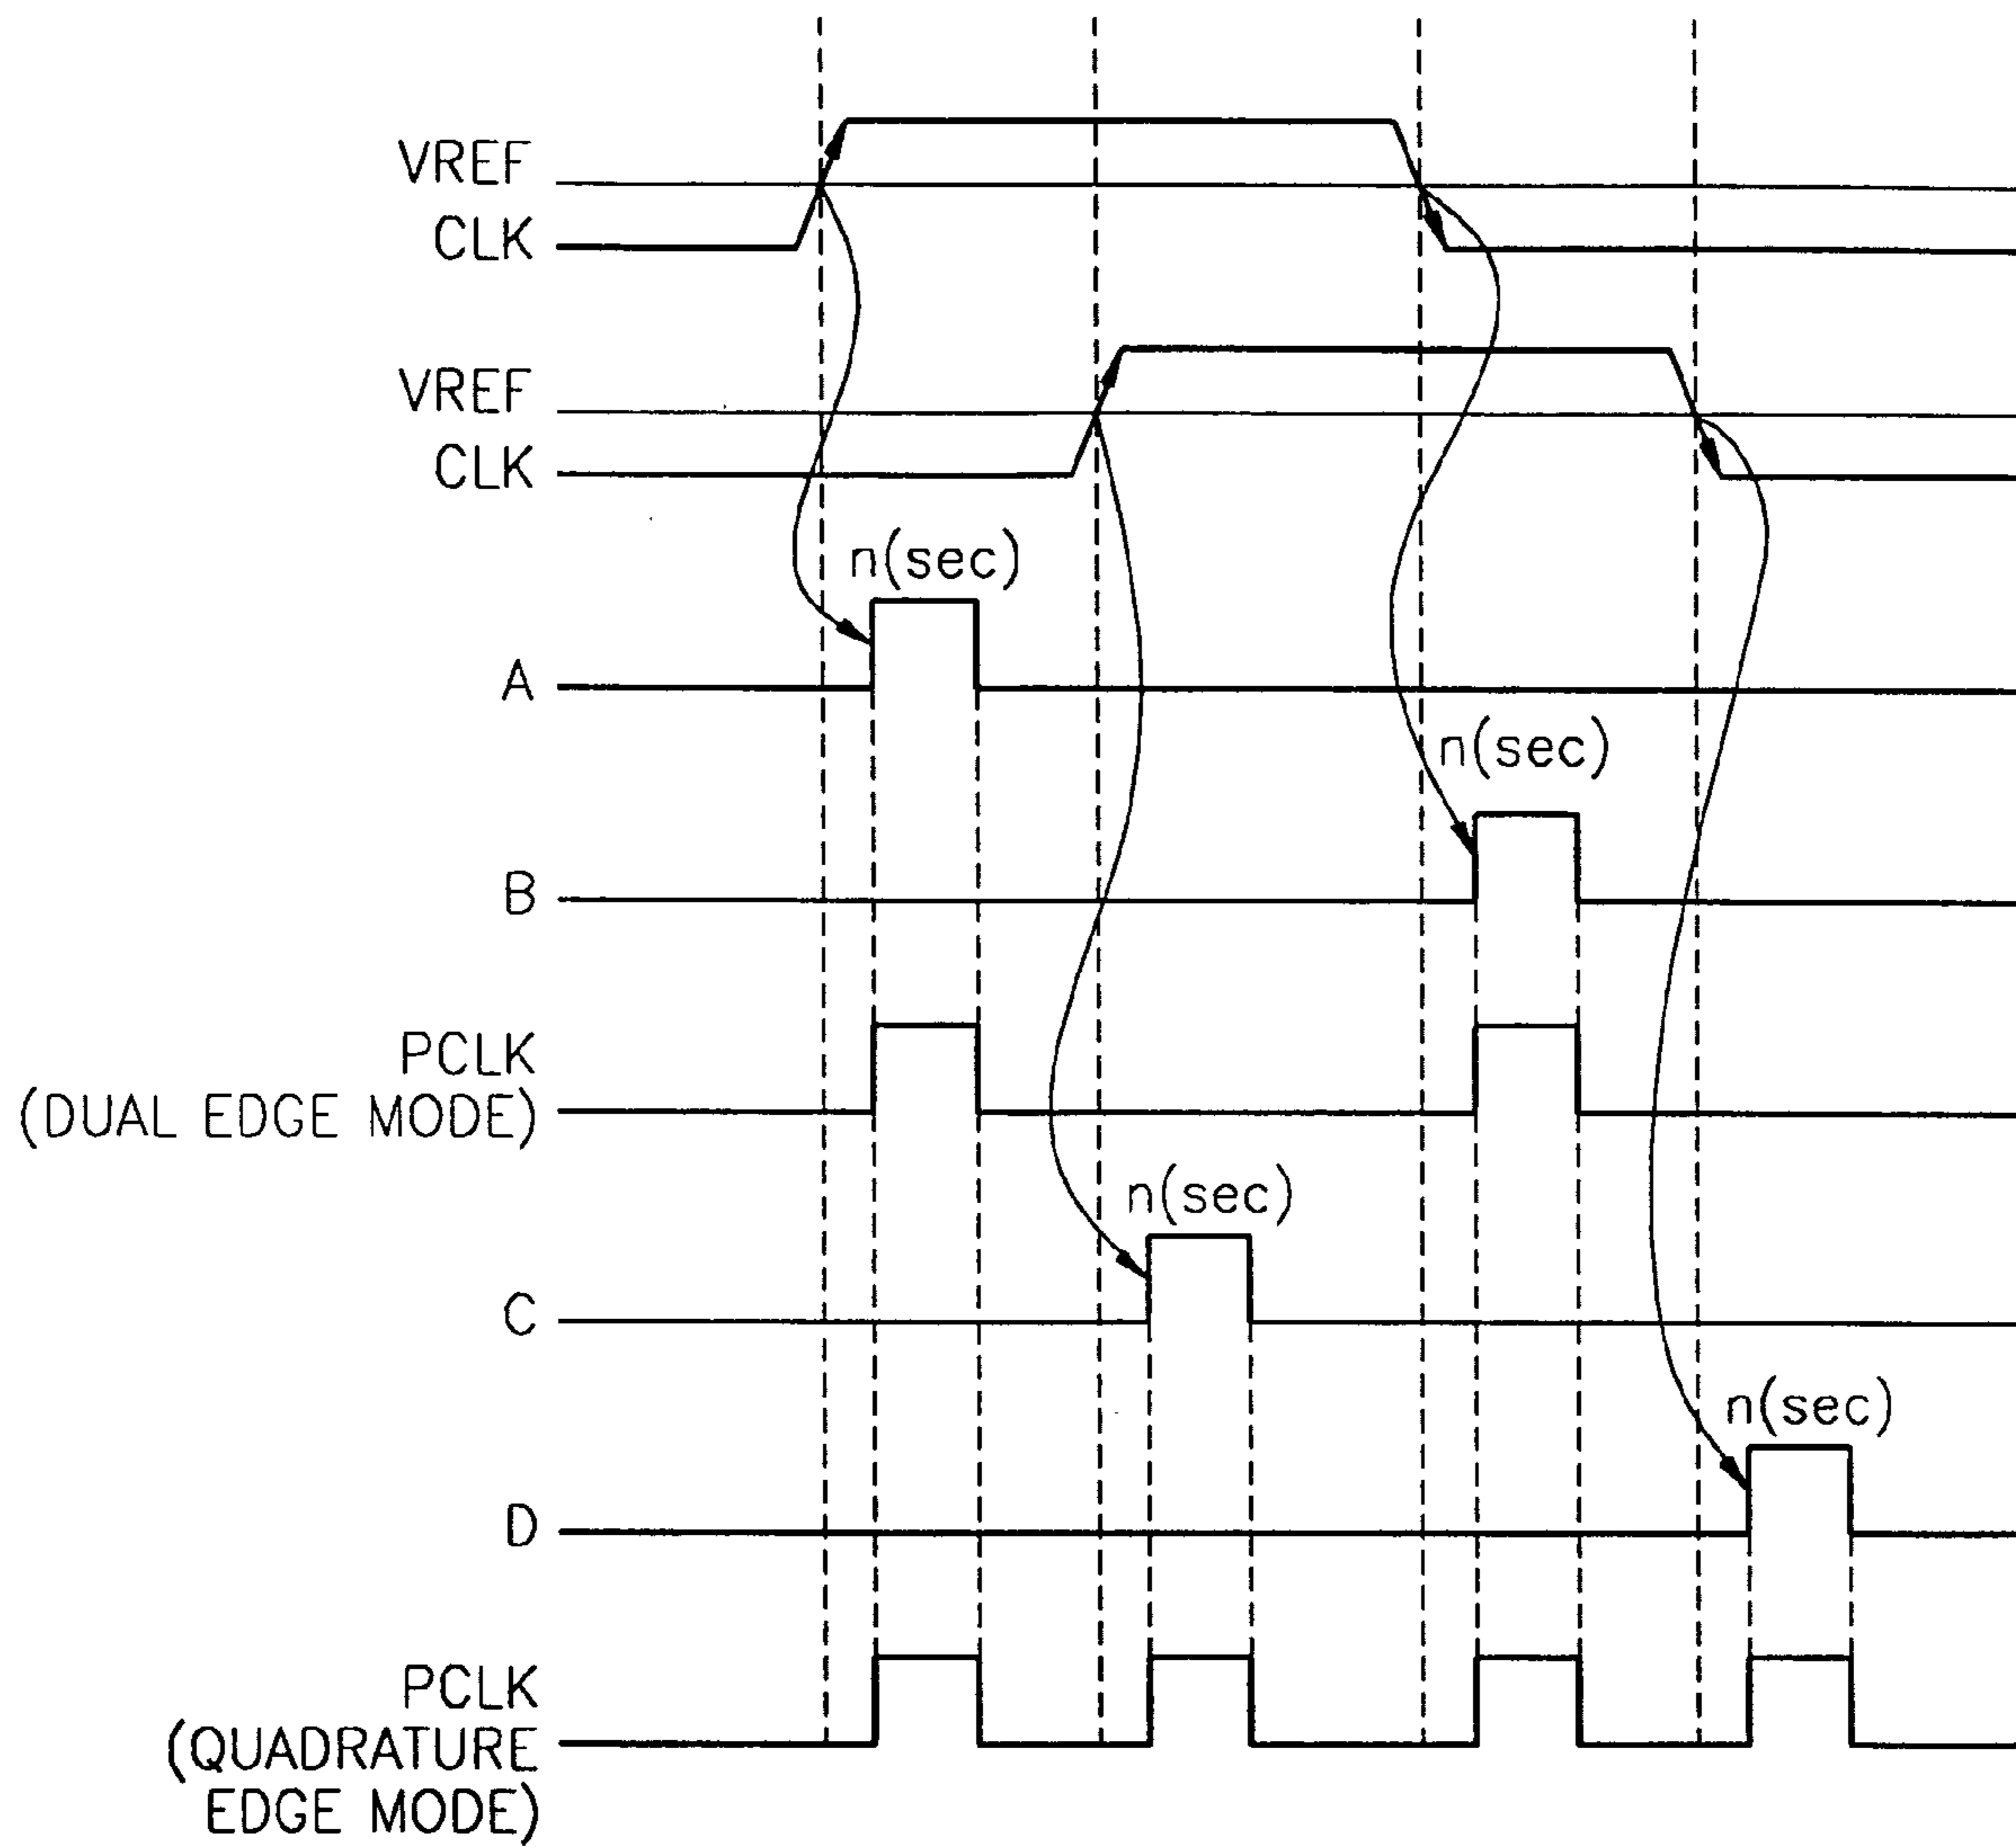 VREF
CLK
VREF
CLK
n(sec)
A
n(sec)
B
PCLK
(DUAL EDGE MODE)
n(sec)
C
n(sec)
D
PCLK
(QUADRATURE
EDGE MODE)